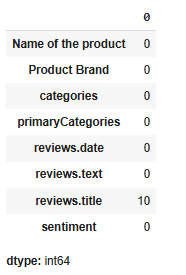 0
Name of the product 0
Product Brand 0
categories 0
primaryCategories 0
reviews.date 0
reviews.text 0
reviews.title 10
sentiment 0
dtype: int64